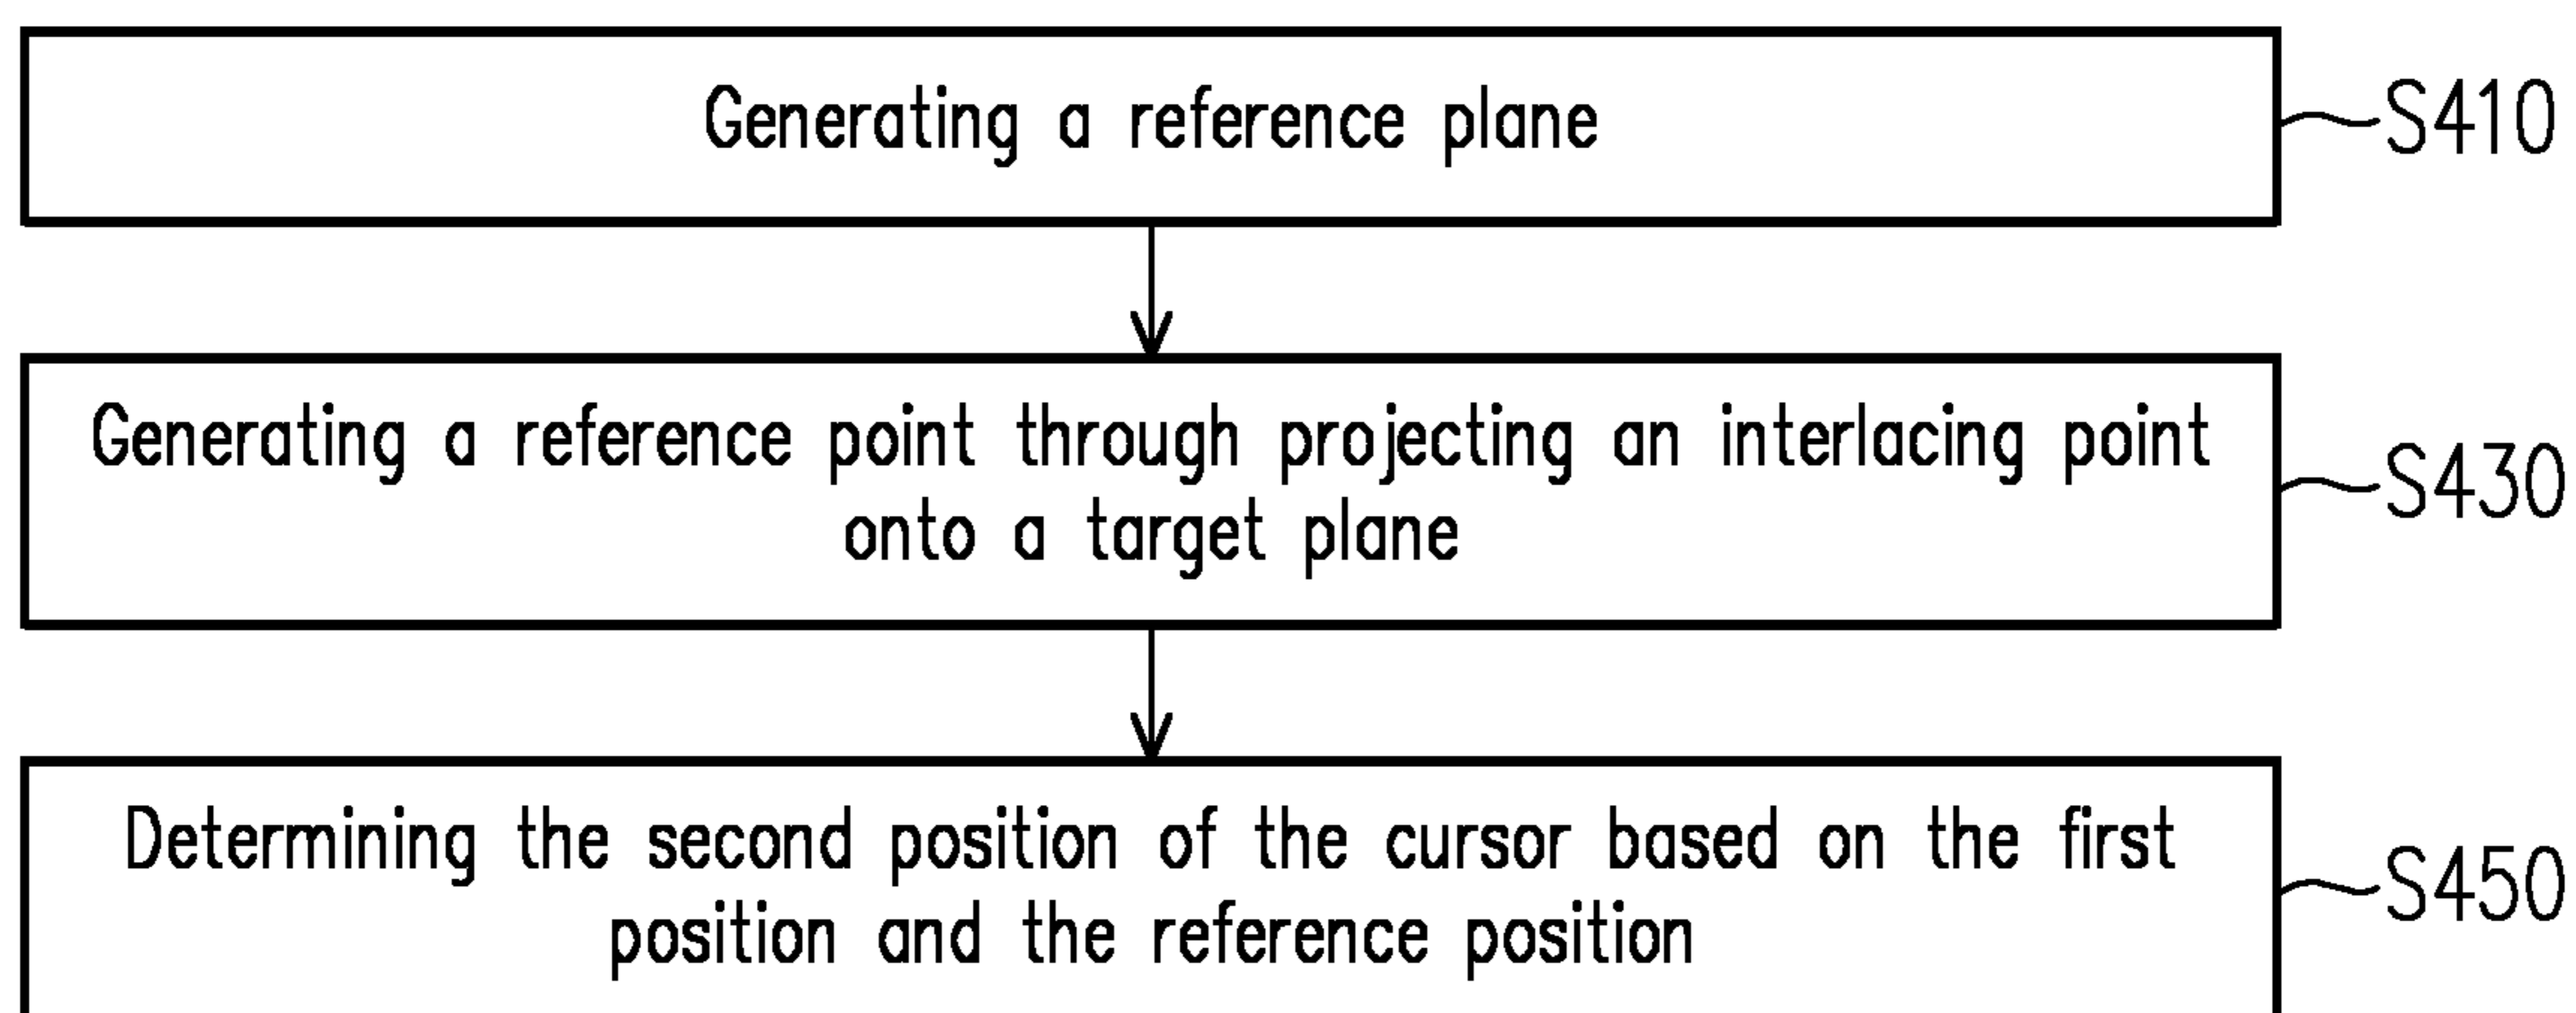 Generating a reference plane
S410
Generating a reference point through projecting an interlacing point
onto a target plane
S430
Determining the second position of the cursor based on the first
position and the reference position
S450